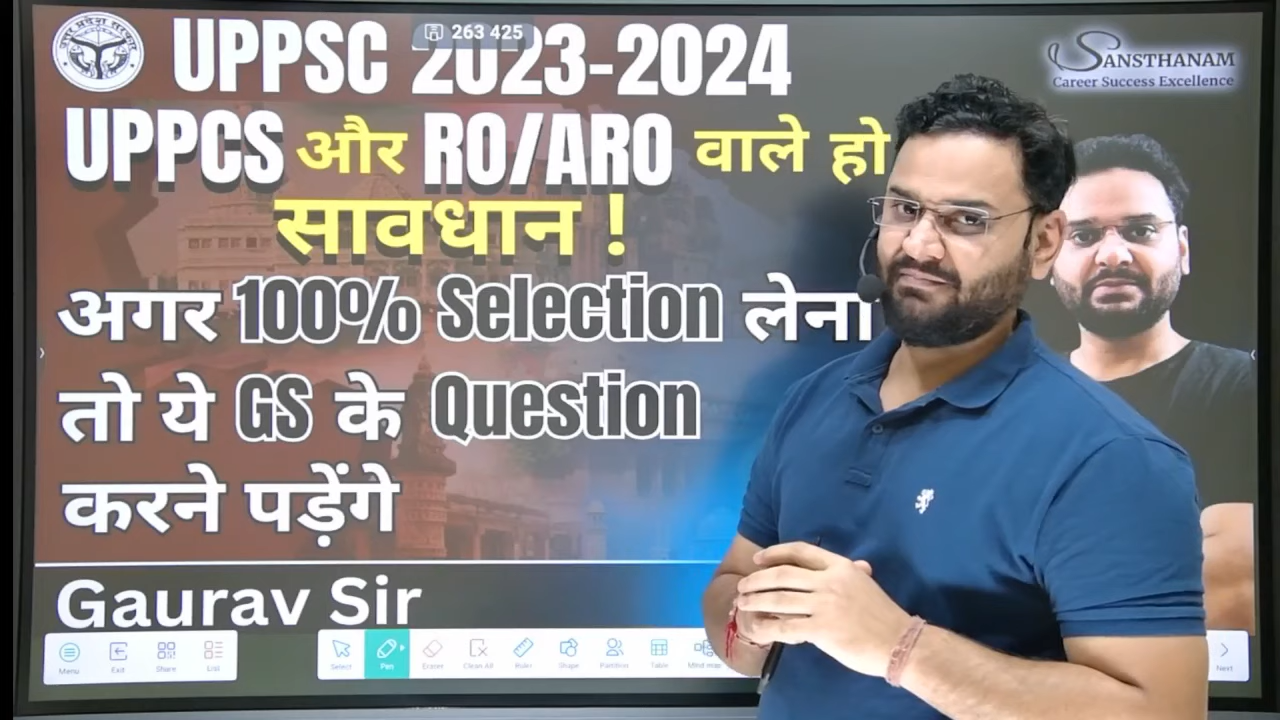 263 425
UPPSC 2023-2024
SANSTHANAM
Career Success Excellence
UPPCS और RO/ARO वाले हो
सावधान !
अगर 100% Selection लेना
तो ये GS के Question
करने पड़ेंगे
Gaurav Sir
Menu Exit Share List Select Pen Eraser Clean All Ruler Shape Partition Table Mind map Next